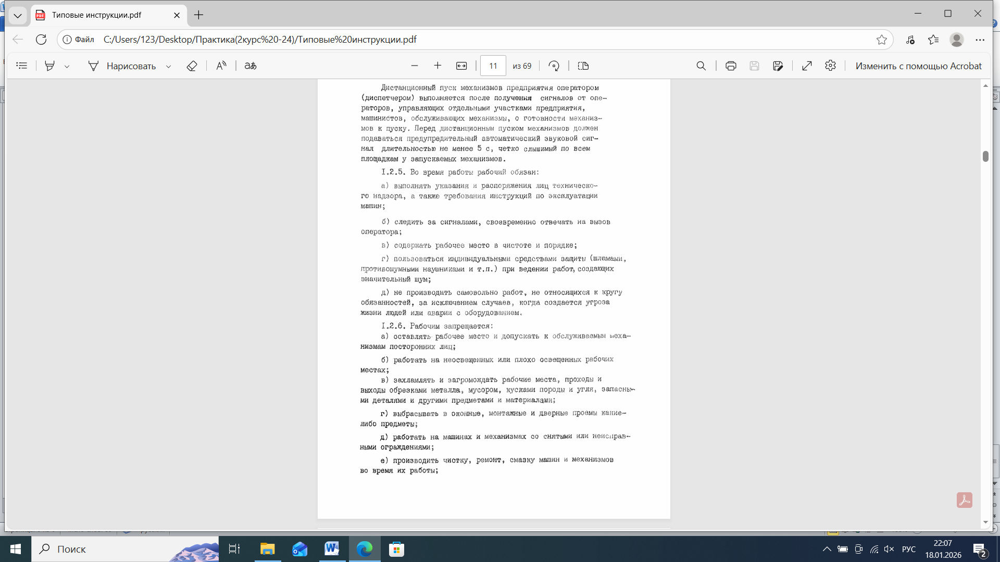 Типовые инструкции.pdf
Файл C:/Users/123/Desktop/Практика(2курс%20-24)/Типовые%20инструкции.pdf
Нарисовать
aあ
11 из 69
Изменить с помощью Acrobat
Дистанционный пуск механизмов предприятия оператором
(диспетчером) выполняется после получения сигналов от опе-
раторов, управляющих отдельными участками предприятия,
машинистов, обслуживающих механизмы, о готовности механиз-
мов к пуску. Перед дистанционным пуском механизмов должен
подаваться предупредительный автоматический звуковой сиг-
нал длительностью не менее 5 с, четко слышимый по всем
площадкам у запускаемых механизмов.
I.2.5. Во время работы рабочий обязан:
а) выполнять указания и распоряжения лиц техническо-
го надзора, а также требования инструкций по эксплуатации
машин;
б) следить за сигналами, своевременно отвечать на вызов
оператора;
в) содержать рабочее место в чистоте и порядке;
г) пользоваться индивидуальными средствами защиты (шлемами,
противошумными наушниками и т.п.) при ведении работ, создающих
значительный шум;
д) не производить самовольно работ, не относящихся к кругу
обязанностей, за исключением случаев, когда создается угроза
жизни людей или аварии с оборудованием.
I.2.6. Рабочим запрещается:
а) оставлять рабочее место и допускать к обслуживаемым меха-
низмам посторонних лиц;
б) работать на неосвещенных или плохо освещенных рабочих
местах;
в) захламлять и загромождать рабочие места, проходы и
выходы обрезками металла, мусором, кусками породы и угля, запасны-
ми деталями и другими предметами и материалами;
г) выбрасывать в оконные, монтажные и дверные проемы какие-
либо предметы;
д) работать на машинах и механизмах со снятыми или неисправ-
ными ограждениями;
е) производить чистку, ремонт, смазку машин и механизмов
во время их работы;
Поиск
РУС
22:07
18.01.2026
2